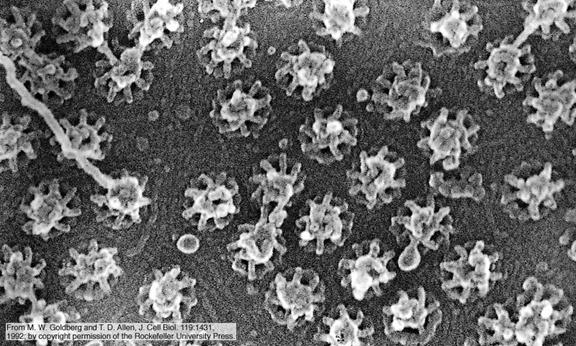 From M. W. Goldberg and T. D. Allen, J. Cell Biol. 119:1431,
1992; by copyright permission of the Rockefeller University Press.